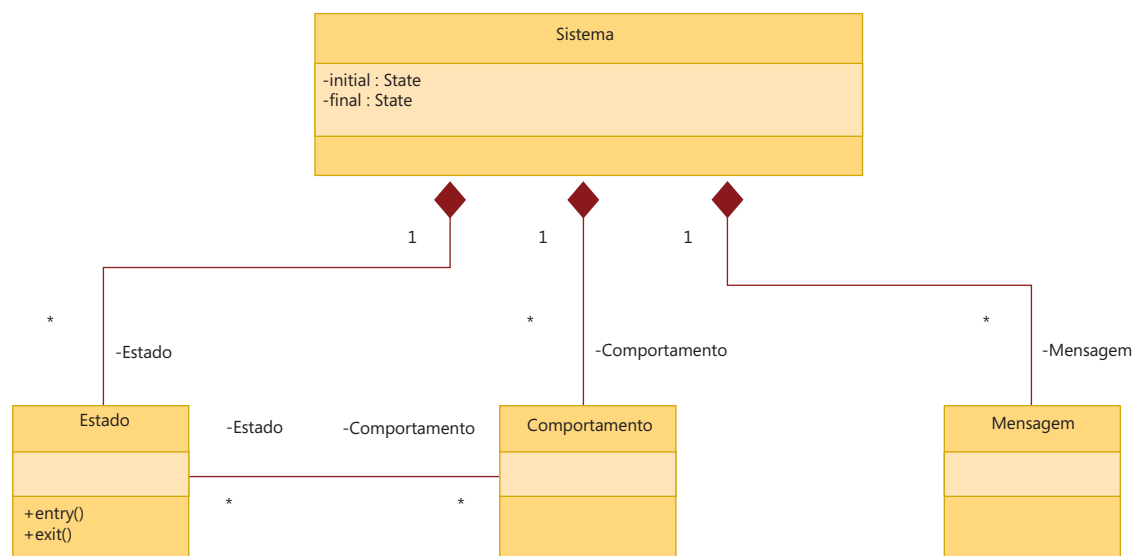 Sistema
-initial : State
-final : State
1
1
1
*
*
*
-Estado
-Comportamento
-Mensagem
Estado
-Estado
-Comportamento
Comportamento
Mensagem
*
*
+entry()
+exit()